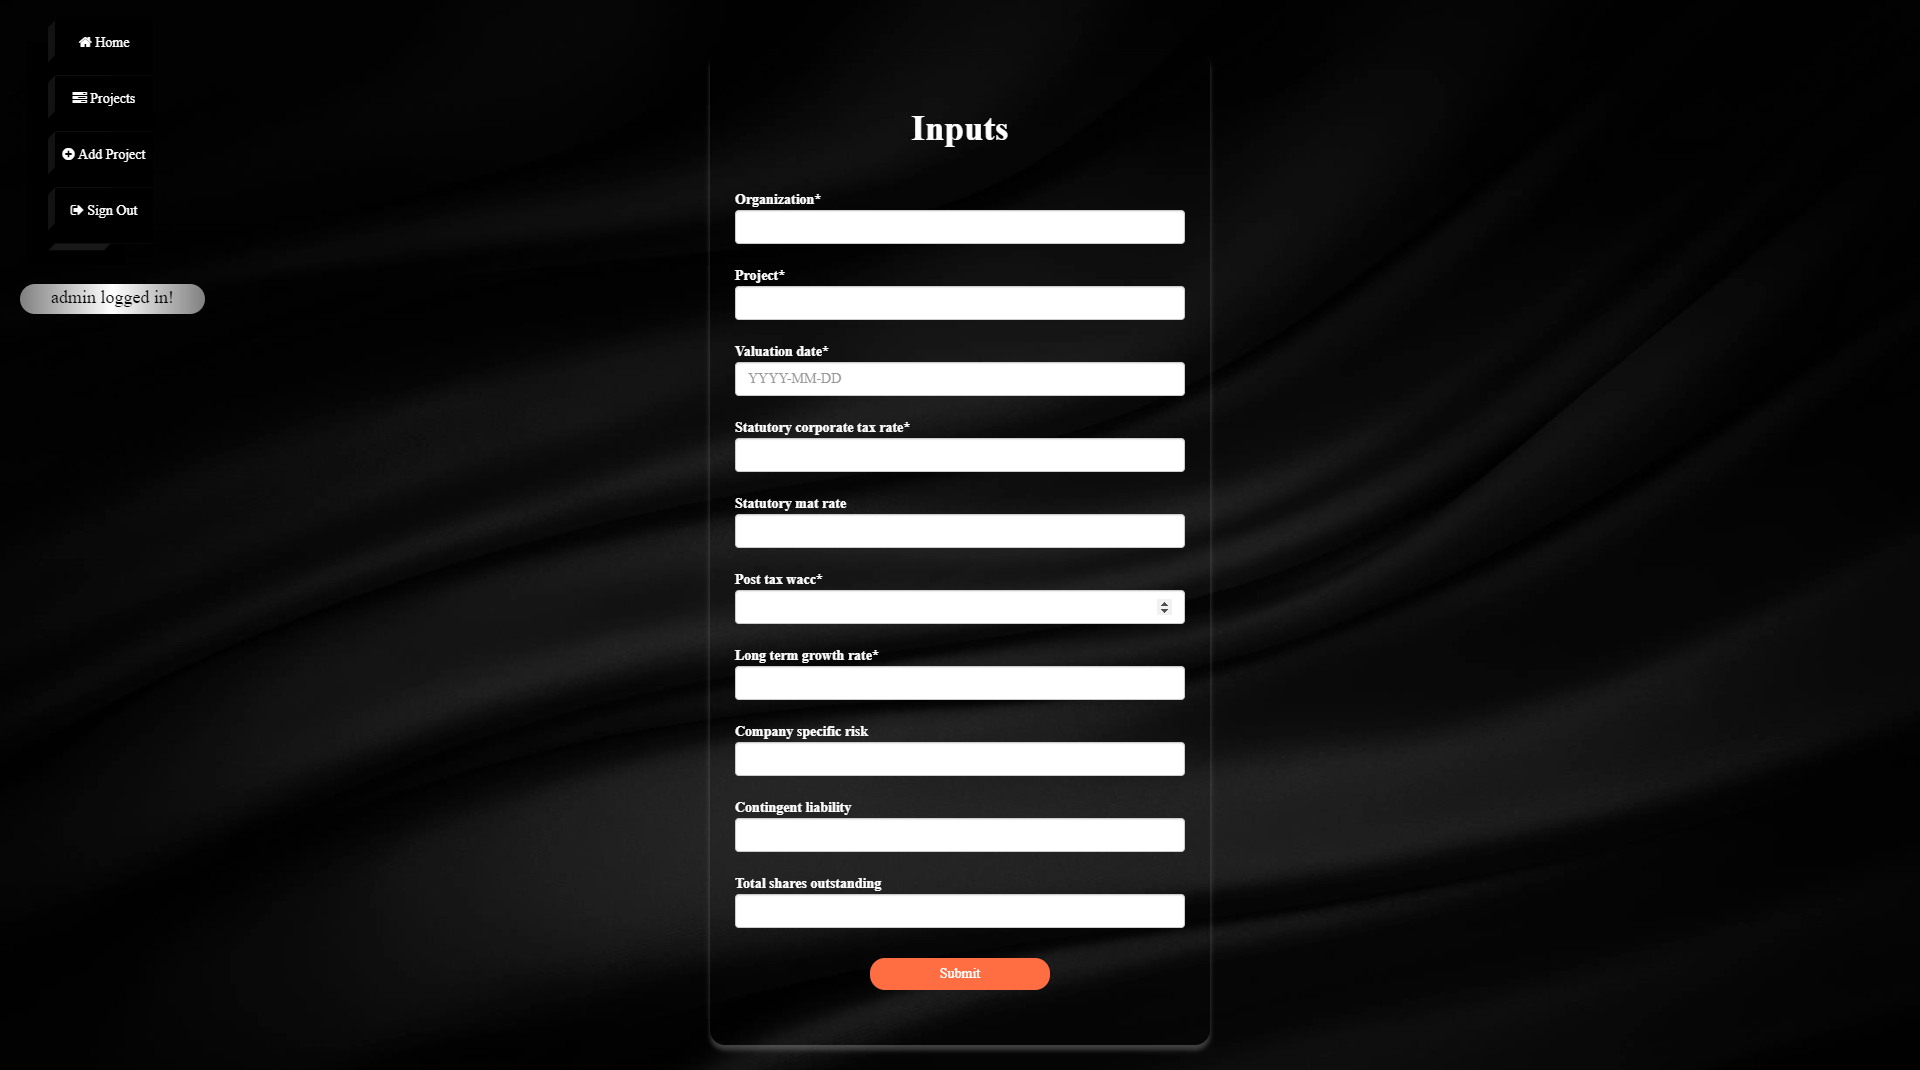 Home
Projects
Add Project
Sign Out
admin logged in!
Inputs
Organization*
Project*
Valuation date*
YYYY-MM-DD
Statutory corporate tax rate*
Statutory mat rate
Post tax wacc*
Long term growth rate*
Company specific risk
Contingent liability
Total shares outstanding
Submit